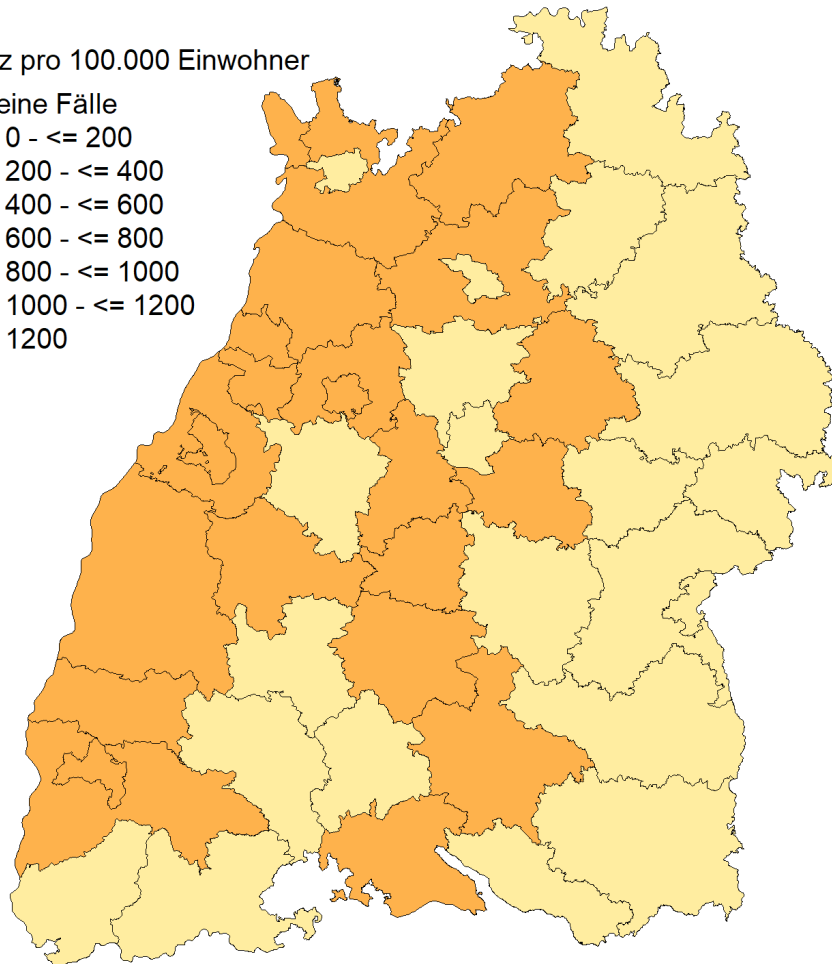 z pro 100.000 Einwohner
eine Fälle
0 - <= 200
200 - <= 400
400 - <= 600
600 - <= 800
800 - <= 1000
1000 - <= 1200
1200